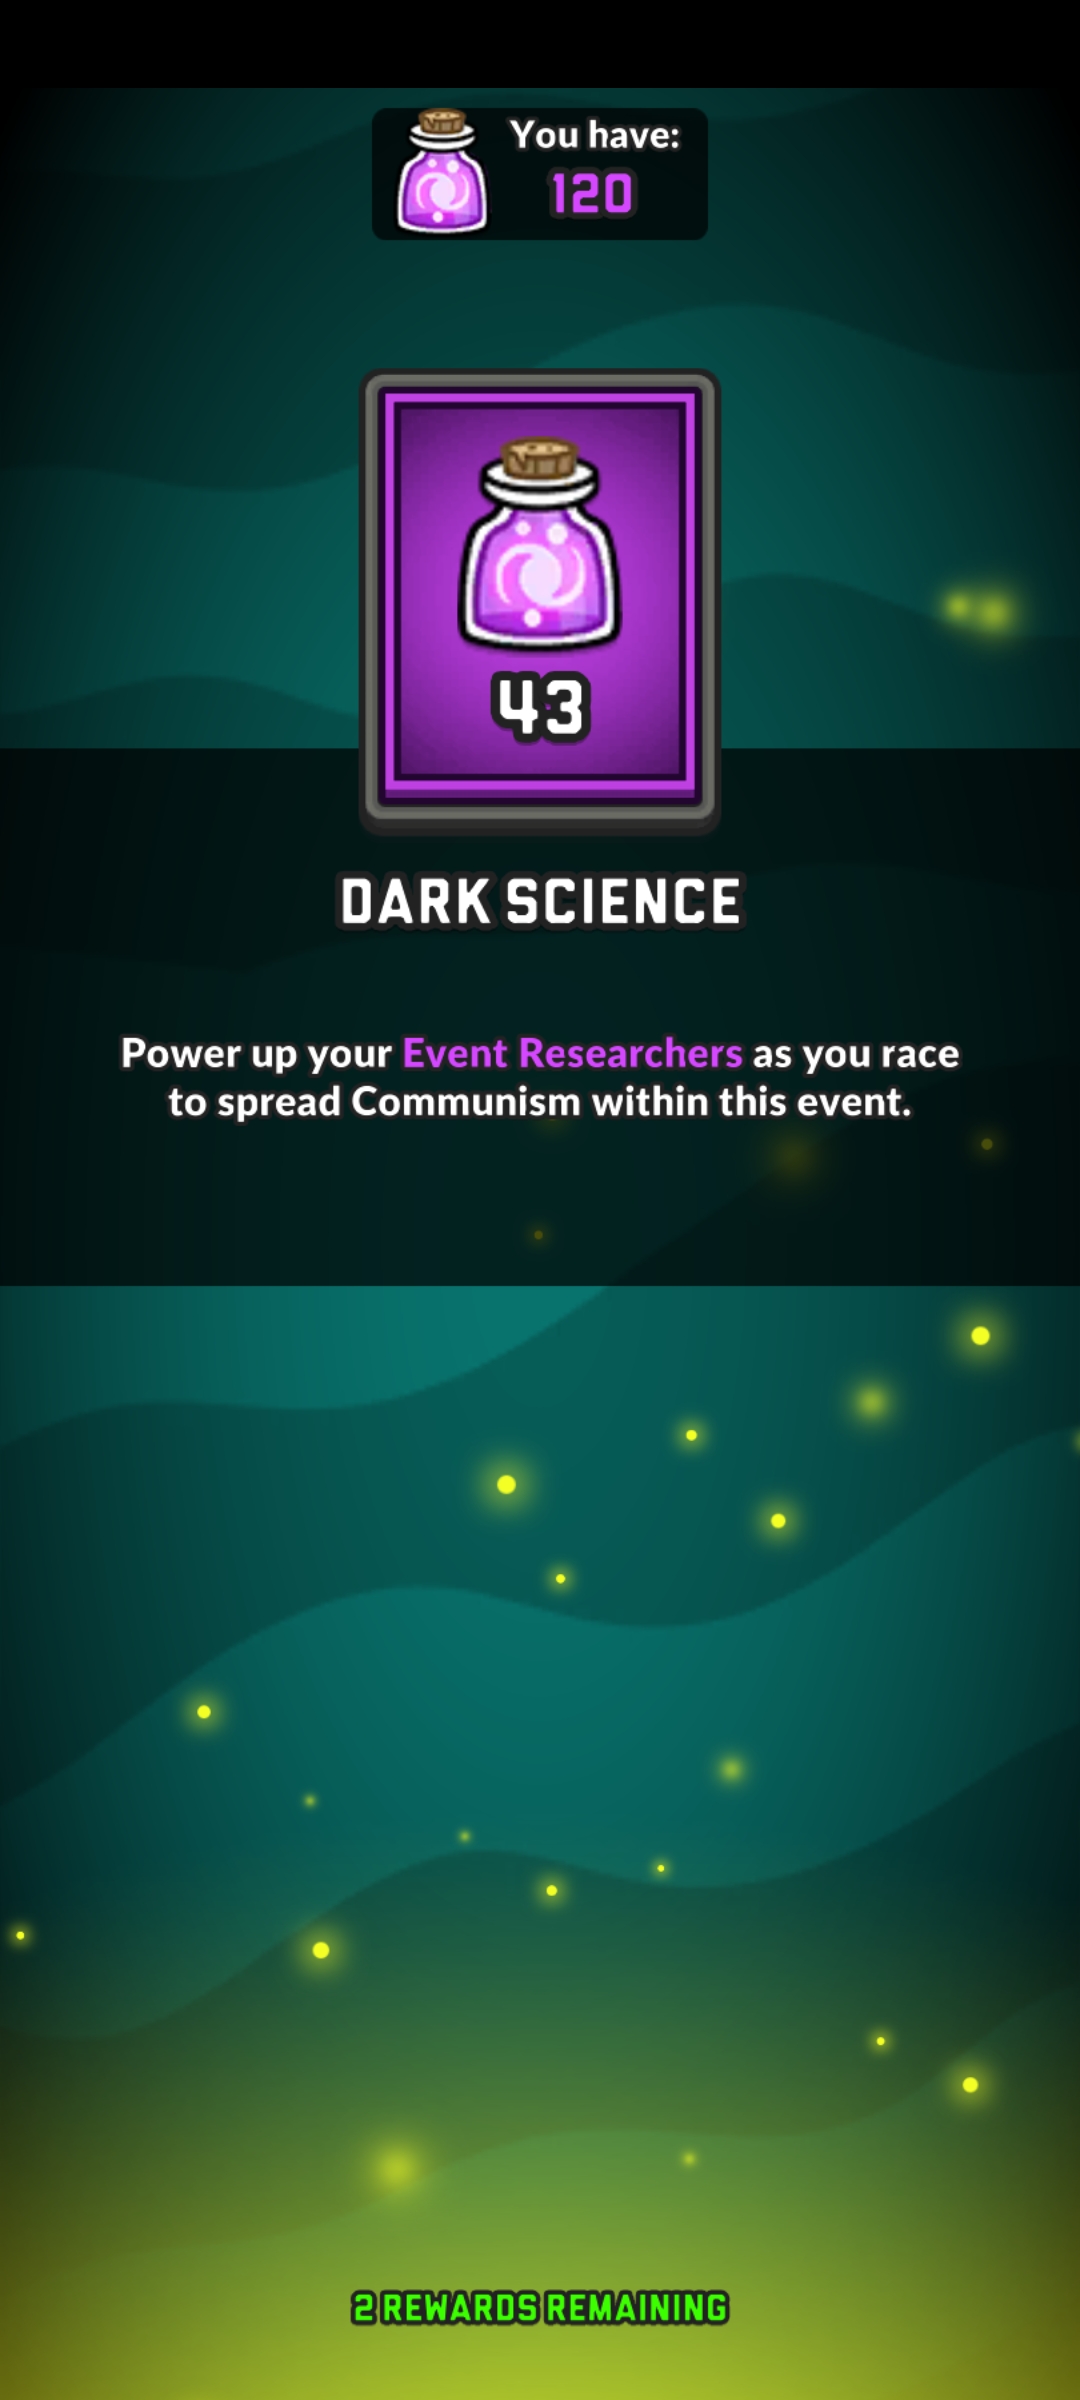 You have:
120
43
DARK SCIENCE
Power up your Event Researchers as you race
to spread Communism within this event.
2 REWARDS REMAINING